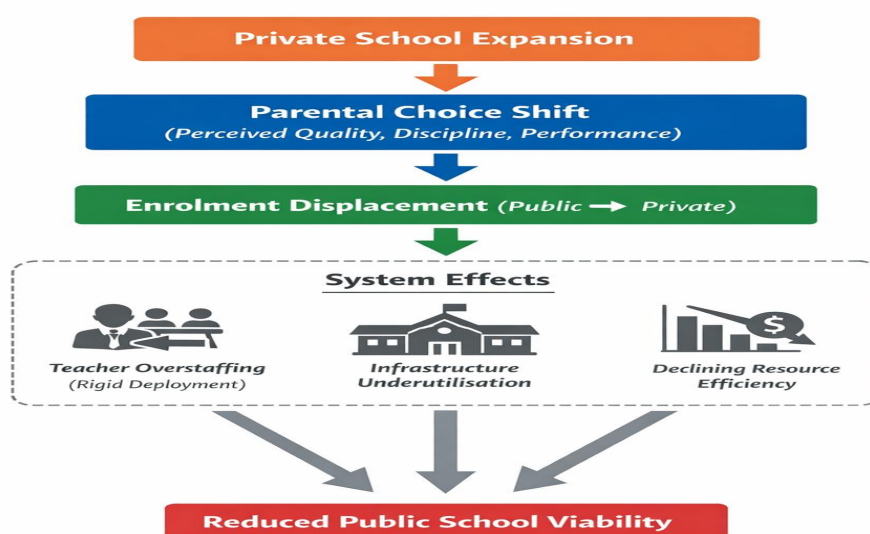 Private School Expansion
Parental Choice Shift
(Perceived Quality, Discipline, Performance)
Enrolment Displacement (Public → Private)
System Effects
Teacher Overstaffing
(Rigid Deployment)
Infrastructure
Underutilisation
$
Declining Resource
Efficiency
Reduced Public School Viability